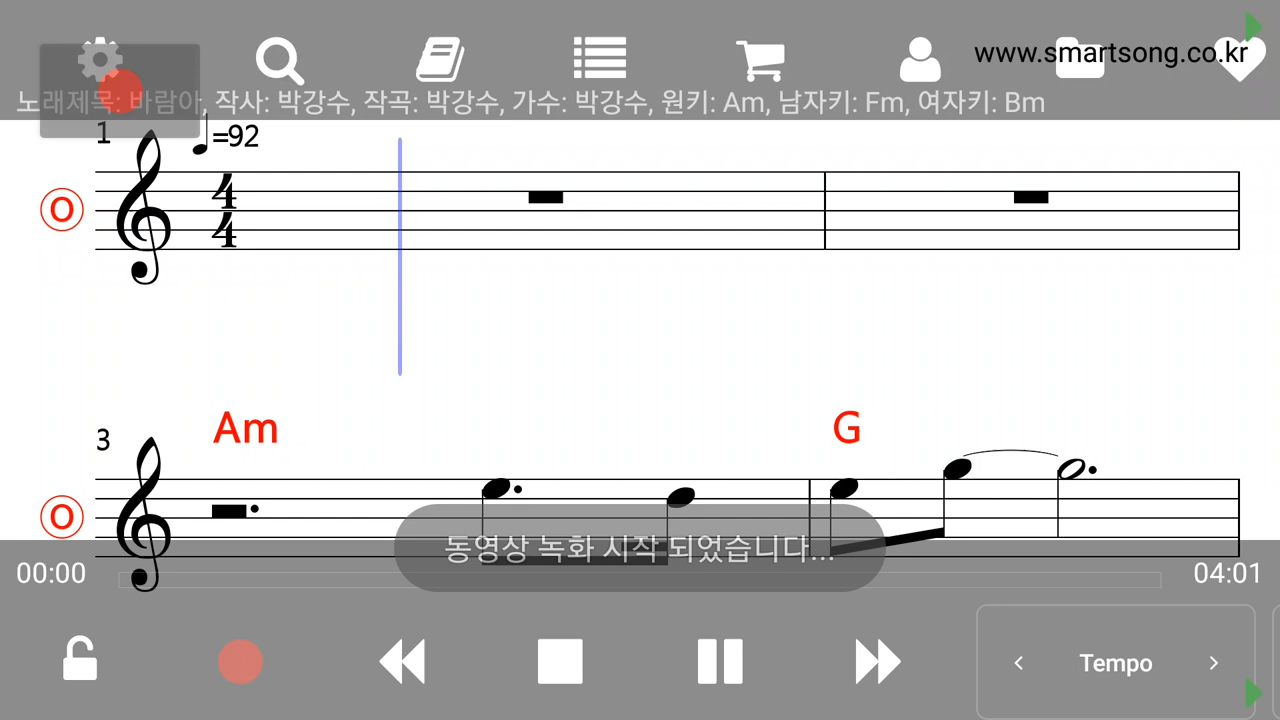 www.smartsong.co.kr
노래제목: 바람아, 작사: 박강수, 작곡: 박강수, 가수: 박강수, 원키: Am, 남자키: Fm, 여자키: Bm
1
=92
4
4
O
3
Am
G
O
동영상 녹화 시작 되었습니다...
00:00
04:01
< Tempo >